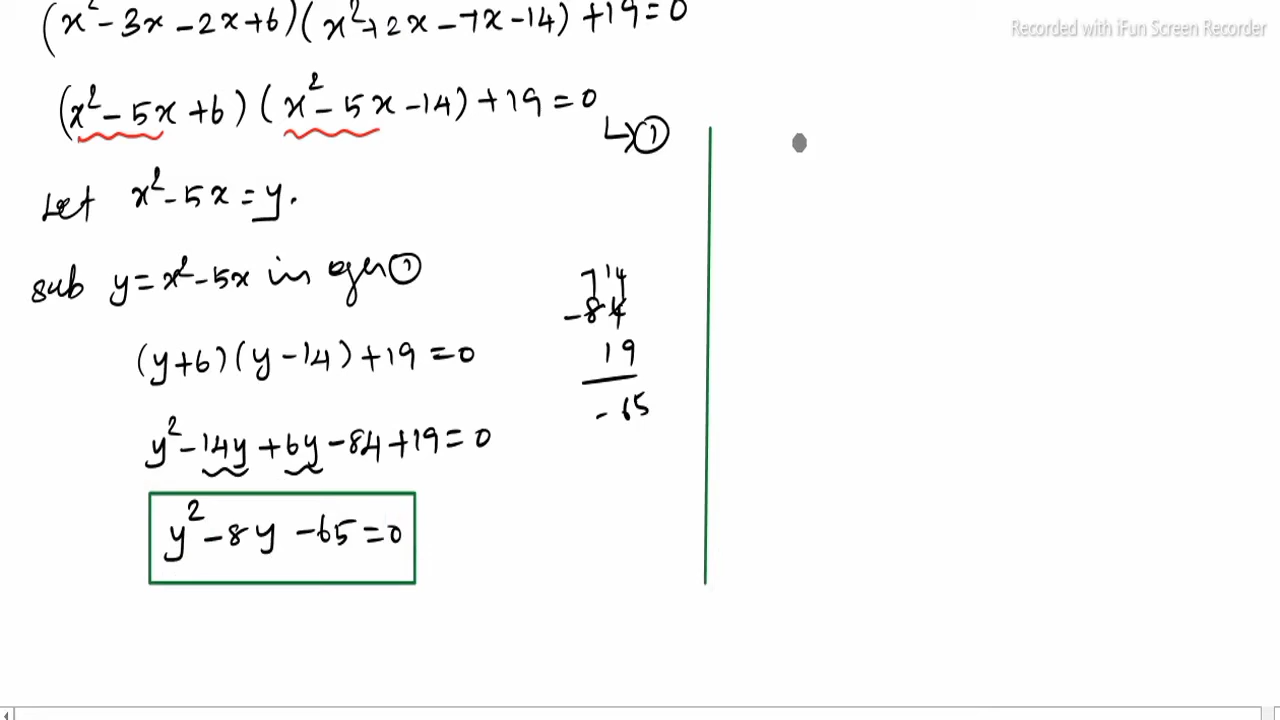 (x² - 3x - 2x + 6)(x² + 2x - 7x - 14) + 19 = 0
Recorded with iFun Screen Recorder
(x² - 5x + 6)(x² - 5x - 14) + 19 = 0
↳①
Let x² - 5x = y.
sub y = x² - 5x in eqn ①
7 14
-84
19
-65
(y + 6)(y - 14) + 19 = 0
y² - 14y + 6y - 84 + 19 = 0
y² - 8y - 65 = 0